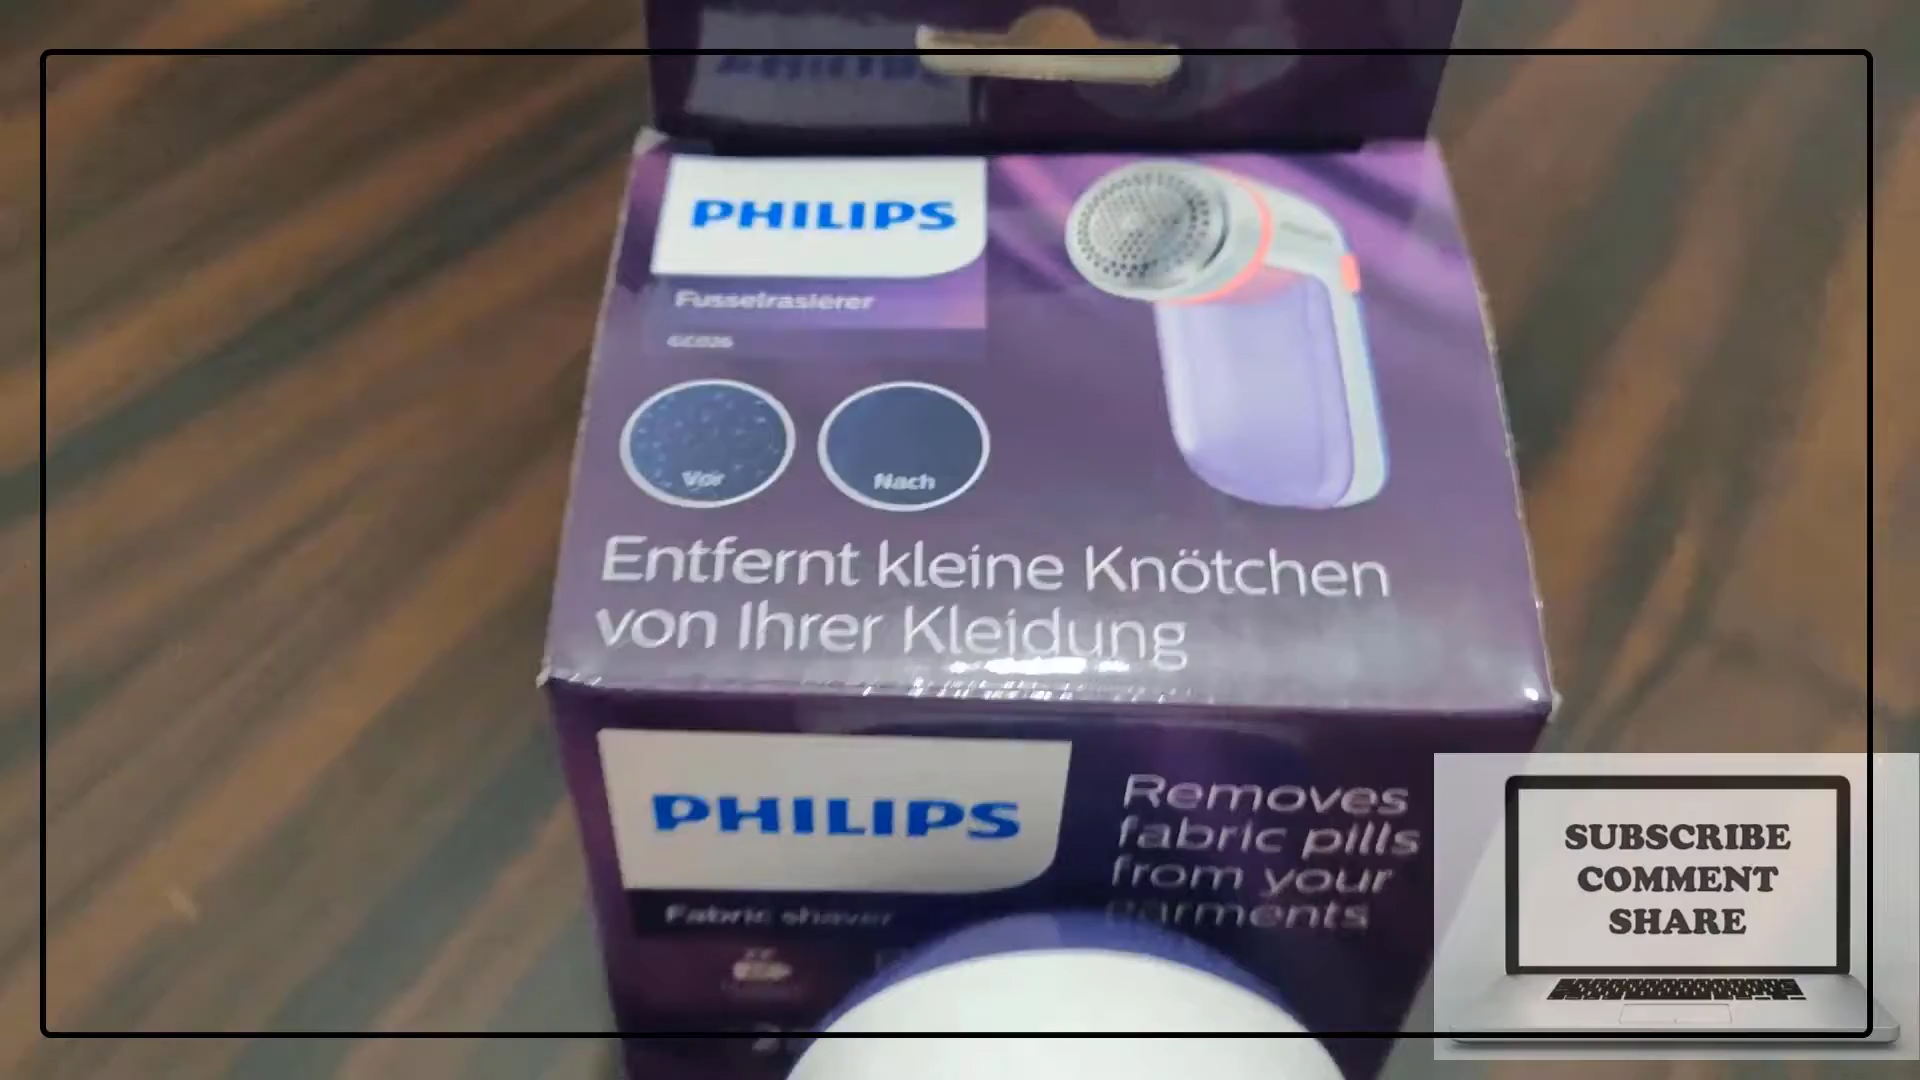 PHILIPS
Fusselrasierer
GC026
Vor
Nach
Entfernt kleine Knötchen
von Ihrer Kleidung
PHILIPS
Fabric shaver
Removes
fabric pills
from your
garments
SUBSCRIBE
COMMENT
SHARE